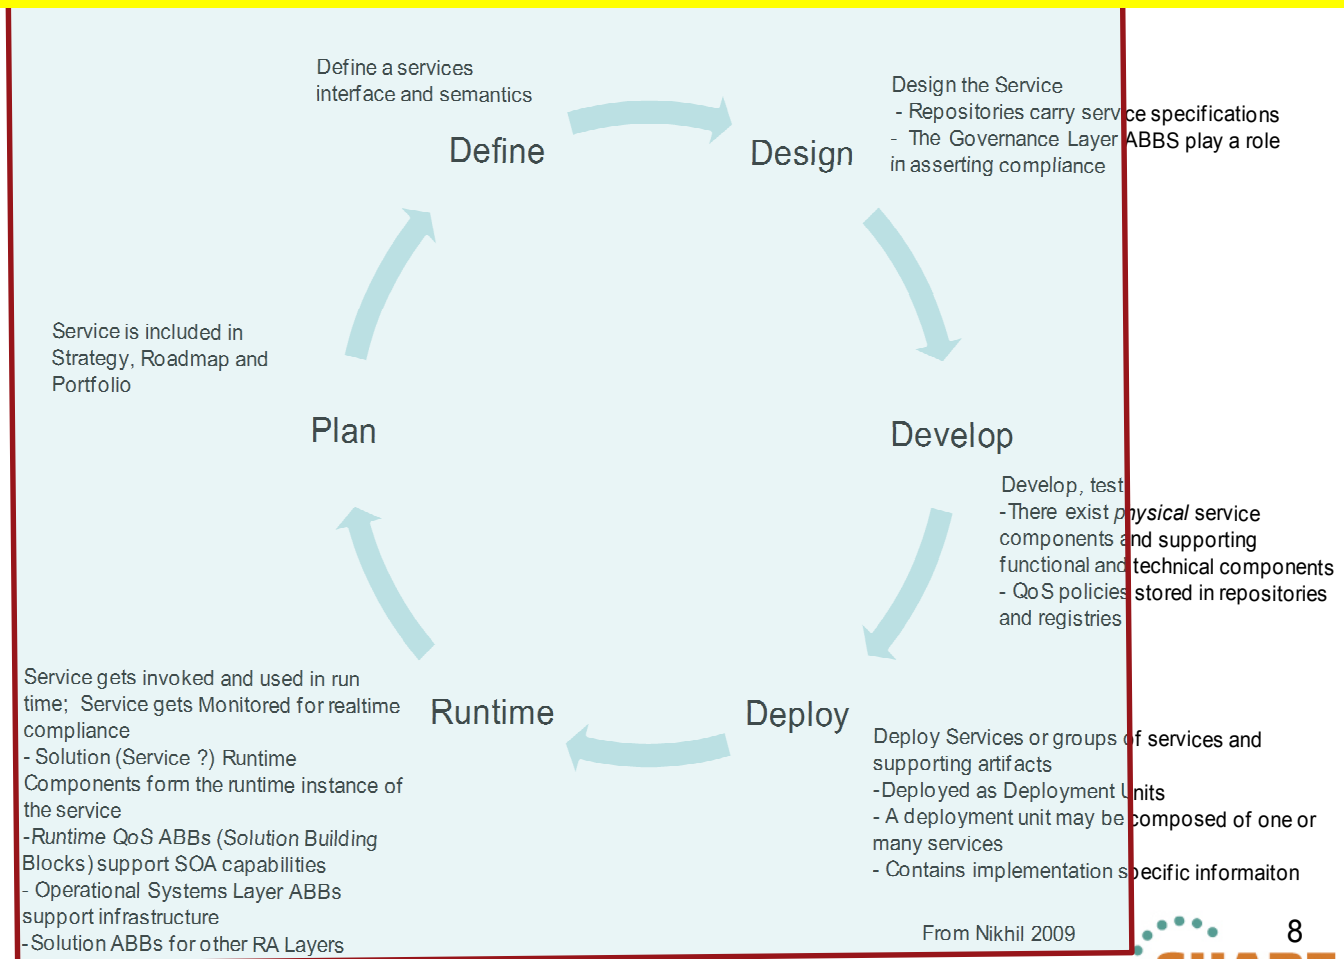 Define a services
interface and semantics
Define
Design the Service
- Repositories carry service specifications
- The Governance Layer ABBS play a role
in asserting compliance
Design
Service is included in
Strategy, Roadmap and
Portfolio
Plan
Develop
Develop, test
-There exist physical service
components and supporting
functional and technical components
- QoS policies stored in repositories
and registries
Service gets invoked and used in run
time; Service gets Monitored for realtime
compliance
- Solution (Service ?) Runtime
Components form the runtime instance of
the service
-Runtime QoS ABBs (Solution Building
Blocks) support SOA capabilities
- Operational Systems Layer ABBs
support infrastructure
-Solution ABBs for other RA Layers
Runtime
Deploy
Deploy Services or groups of services and
supporting artifacts
-Deployed as Deployment Units
- A deployment unit may be composed of one or
many services
- Contains implementation specific informaiton
From Nikhil 2009
8